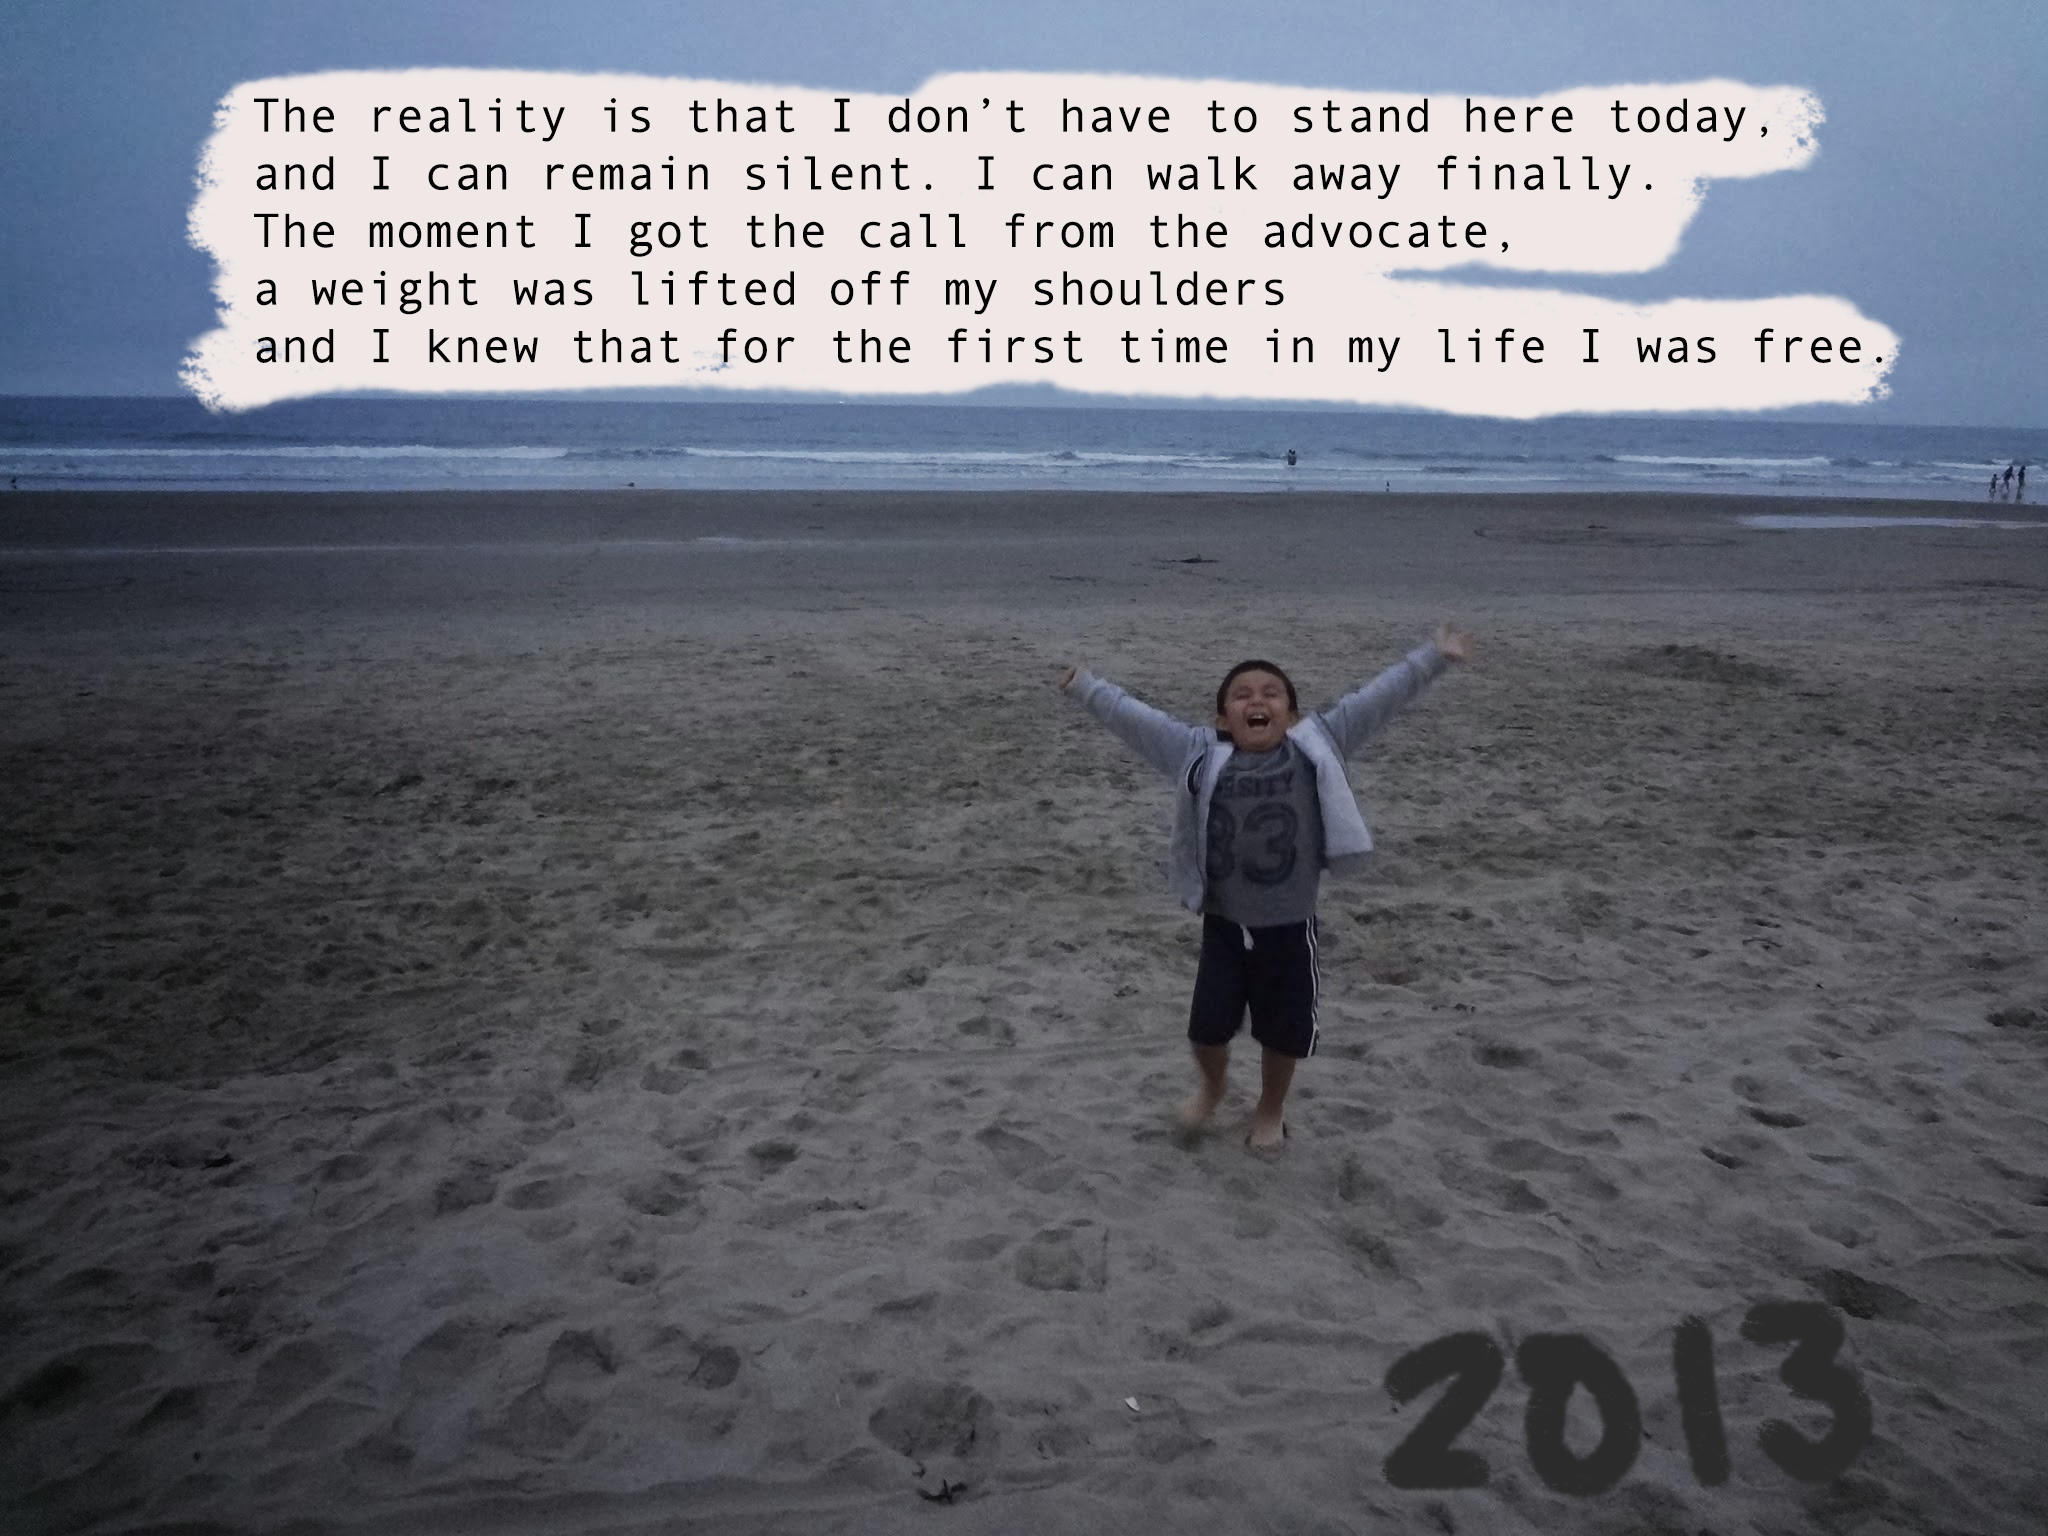 The reality is that I don’t have to stand here today,
and I can remain silent. I can walk away finally.
The moment I got the call from the advocate,
a weight was lifted off my shoulders
and I knew that for the first time in my life I was free.
2013